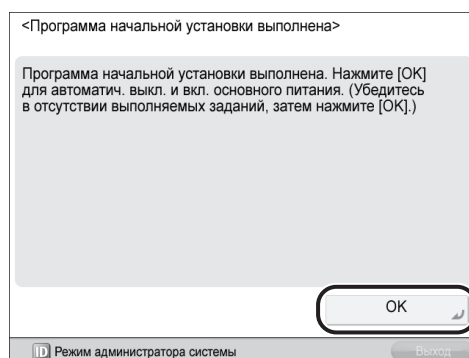 <Программа начальной установки выполнена>
Программа начальной установки выполнена. Нажмите [OK]
для автоматич. выкл. и вкл. основного питания. (Убедитесь
в отсутствии выполняемых заданий, затем нажмите [OK].)
OK
ID Режим администратора системы
Выход